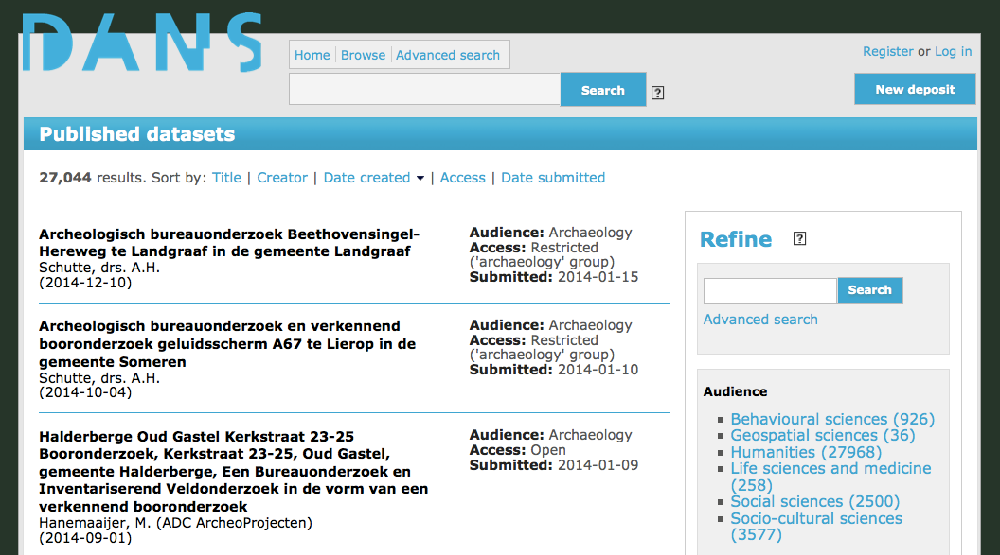 DANS
Home Browse Advanced search
Register or Log in
Search ?
New deposit
Published datasets
27,044 results. Sort by: Title | Creator | Date created | Access | Date submitted
Archeologisch bureauonderzoek Beethovensingel-
Hereweg te Landgraaf in de gemeente Landgraaf
Schutte, drs. A.H.
(2014-12-10)
Audience: Archaeology
Access: Restricted
('archaeology' group)
Submitted: 2014-01-15
Archeologisch bureauonderzoek en verkennend
booronderzoek geluidsscherm A67 te Lierop in de
gemeente Someren
Schutte, drs. A.H.
(2014-10-04)
Audience: Archaeology
Access: Restricted
('archaeology' group)
Submitted: 2014-01-10
Halderberge Oud Gastel Kerkstraat 23-25
Booronderzoek, Kerkstraat 23-25, Oud Gastel,
gemeente Halderberge, Een Bureauonderzoek en
Inventariserend Veldonderzoek in de vorm van een
verkennend booronderzoek
Hanemaaijer, M. (ADC ArcheoProjecten)
(2014-09-01)
Audience: Archaeology
Access: Open
Submitted: 2014-01-09
Refine ?
Search
Advanced search
Audience
Behavioural sciences (926)
Geospatial sciences (36)
Humanities (27968)
Life sciences and medicine
(258)
Social sciences (2500)
Socio-cultural sciences
(3577)